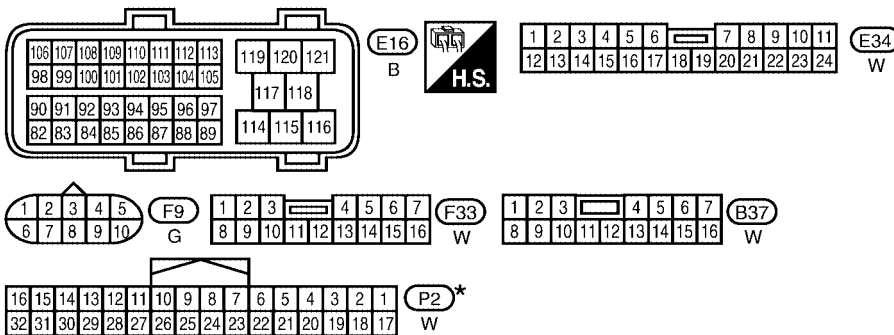 106 107 108 109 110 111 112 113 119 120 121 E16
98 99 100 101 102 103 104 105 B
117 118
90 91 92 93 94 95 96 97
82 83 84 85 86 87 88 89 114 115 116
H.S.
1 2 3 4 5 6 7 8 9 10 11 E34
12 13 14 15 16 17 18 19 20 21 22 23 24 W
1 2 3 4 5 F9
6 7 8 9 10 G
1 2 3 4 5 6 7 F33
8 9 10 11 12 13 14 15 16 W
1 2 3 4 5 6 7 B37
8 9 10 11 12 13 14 15 16 W
16 15 14 13 12 11 10 9 8 7 6 5 4 3 2 1 P2 *
32 31 30 29 28 27 26 25 24 23 22 21 20 19 18 17 W